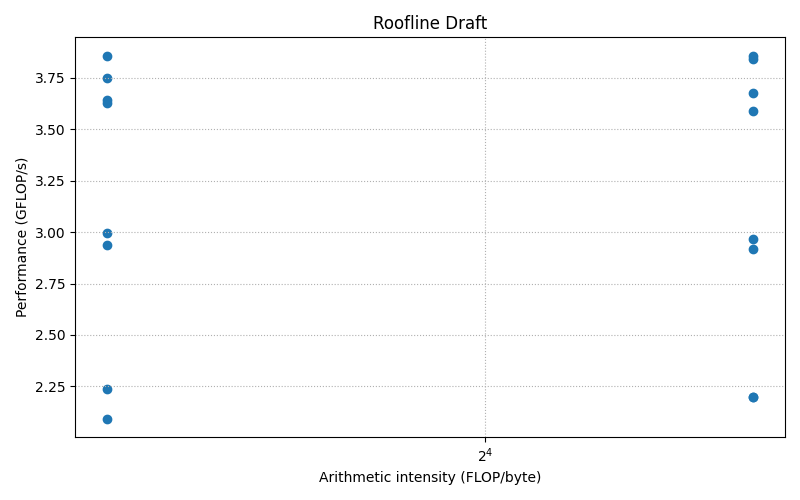 Roofline Draft
Performance (GFLOP/s)
3.75
3.50
3.25
3.00
2.75
2.50
2.25
2⁴
Arithmetic intensity (FLOP/byte)